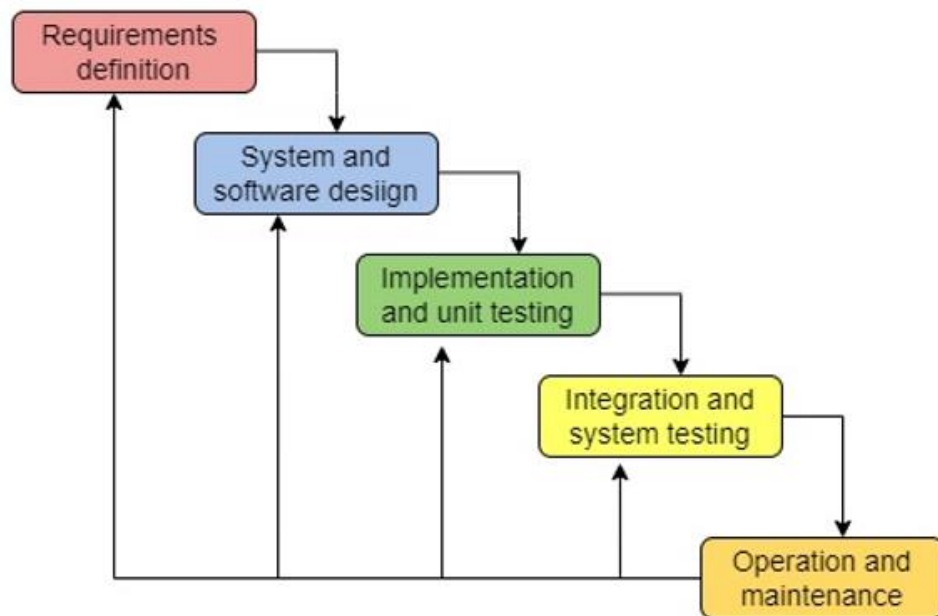 Requirements
definition
System and
software desiign
Implementation
and unit testing
Integration and
system testing
Operation and
maintenance